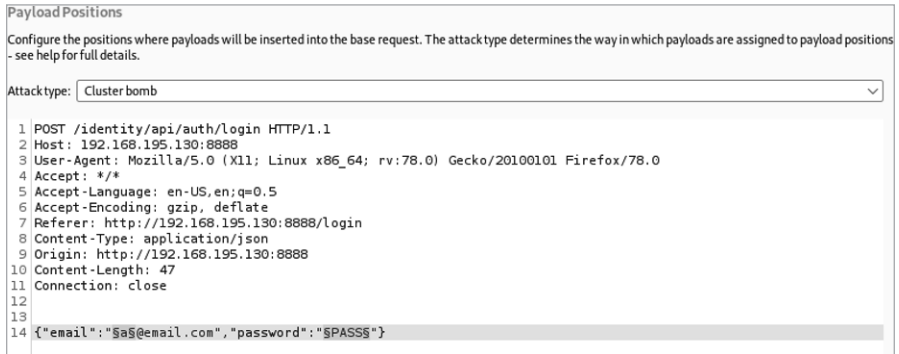 Payload Positions
Configure the positions where payloads will be inserted into the base request. The attack type determines the way in which payloads are assigned to payload positions
- see help for full details.
Attack type: Cluster bomb
1 POST /identity/api/auth/login HTTP/1.1
2 Host: 192.168.195.130:8888
3 User-Agent: Mozilla/5.0 (X11; Linux x86_64; rv:78.0) Gecko/20100101 Firefox/78.0
4 Accept: */*
5 Accept-Language: en-US,en;q=0.5
6 Accept-Encoding: gzip, deflate
7 Referer: http://192.168.195.130:8888/login
8 Content-Type: application/json
9 Origin: http://192.168.195.130:8888
10 Content-Length: 47
11 Connection: close
12
13
14 {"email":"§a§@email.com","password":"§PASS§"}